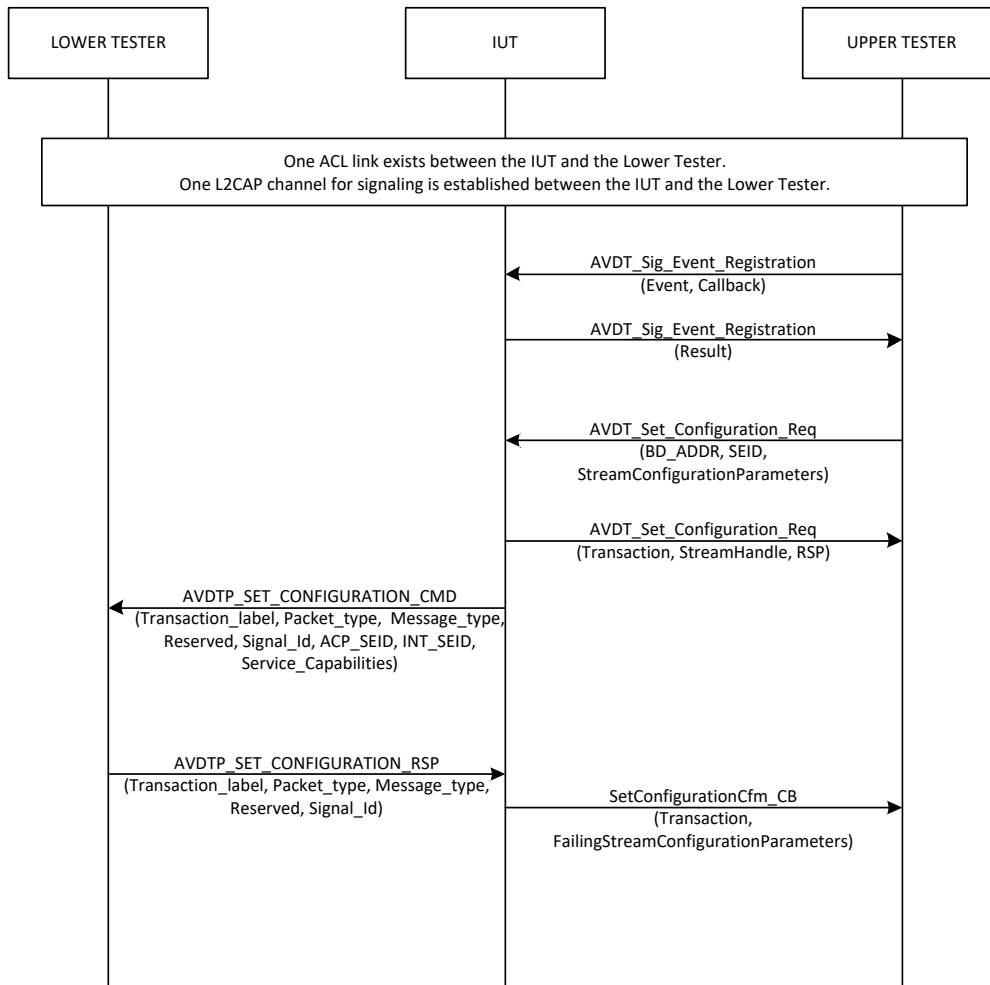 LOWER TESTER
IUT
UPPER TESTER
One ACL link exists between the IUT and the Lower Tester.
One L2CAP channel for signaling is established between the IUT and the Lower Tester.
AVDT_Sig_Event_Registration
(Event, Callback)
AVDT_Sig_Event_Registration
(Result)
AVDT_Set_Configuration_Req
(BD_ADDR, SEID,
StreamConfigurationParameters)
AVDT_Set_Configuration_Req
(Transaction, StreamHandle, RSP)
AVDTP_SET_CONFIGURATION_CMD
(Transaction_label, Packet_type, Message_type,
Reserved, Signal_Id, ACP_SEID, INT_SEID,
Service_Capabilities)
AVDTP_SET_CONFIGURATION_RSP
(Transaction_label, Packet_type, Message_type,
Reserved, Signal_Id)
SetConfigurationCfm_CB
(Transaction,
FailingStreamConfigurationParameters)